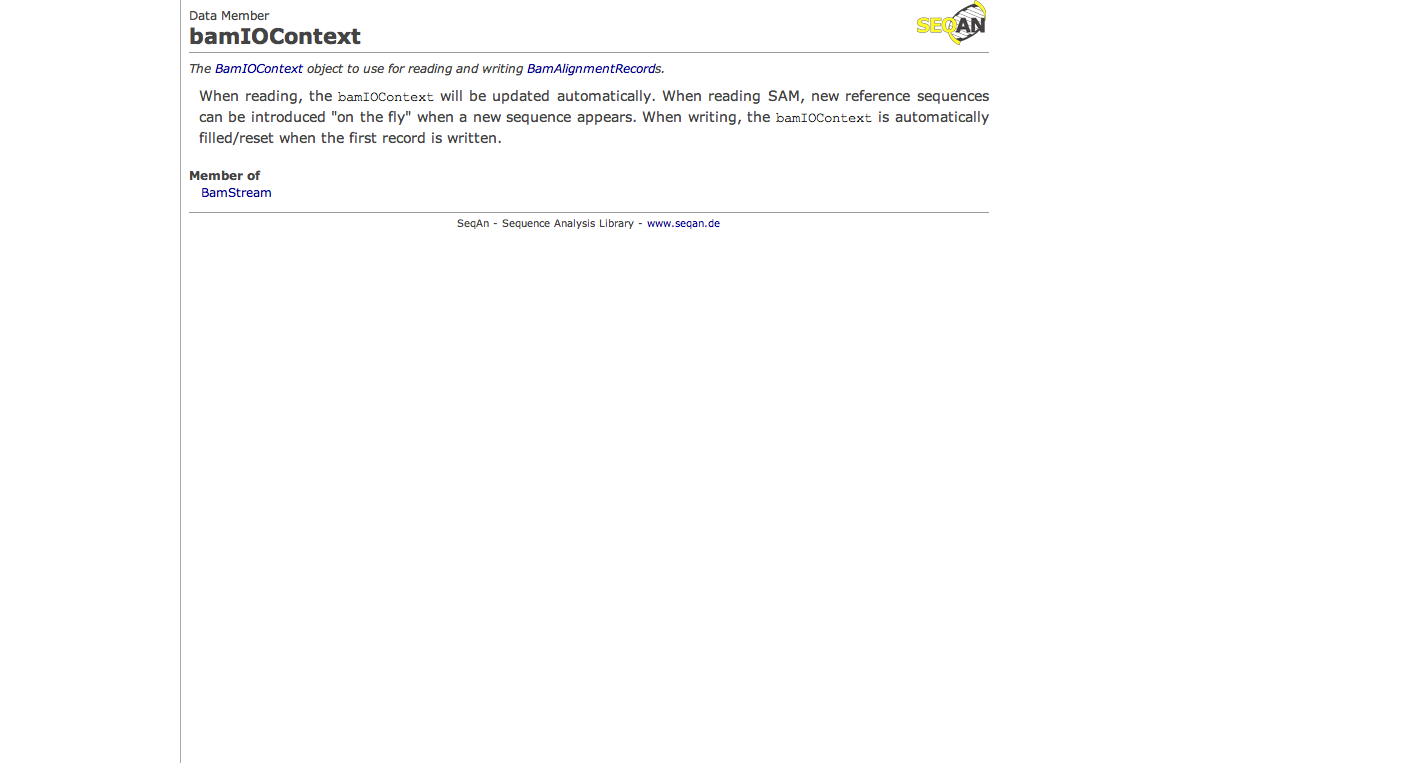 Data Member
SEQAN
bamIOContext
The BamIOContext object to use for reading and writing BamAlignmentRecords.
When reading, the bamIOContext will be updated automatically. When reading SAM, new reference sequences
can be introduced "on the fly" when a new sequence appears. When writing, the bamIOContext is automatically
filled/reset when the first record is written.
Member of
BamStream
SeqAn - Sequence Analysis Library - www.seqan.de